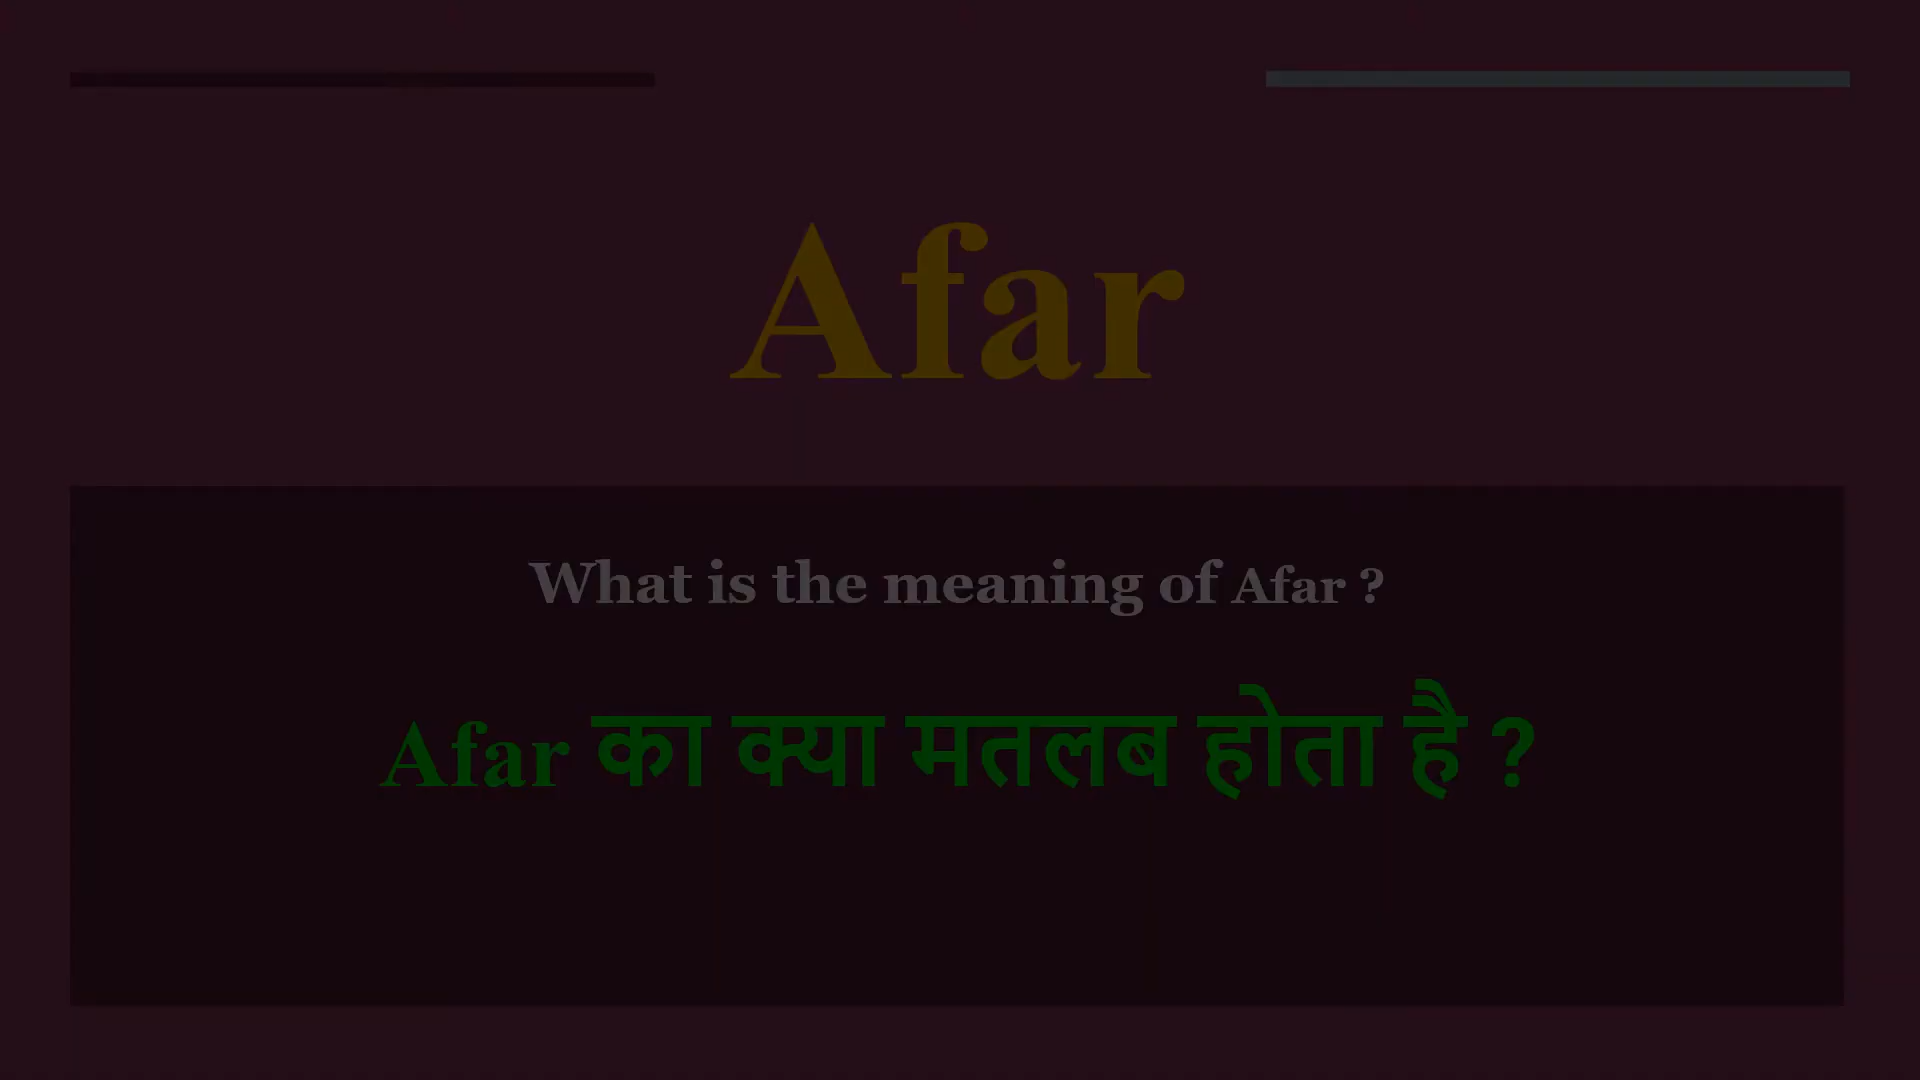 Afar
What is the meaning of Afar ?
Afar का क्या मतलब होता है ?